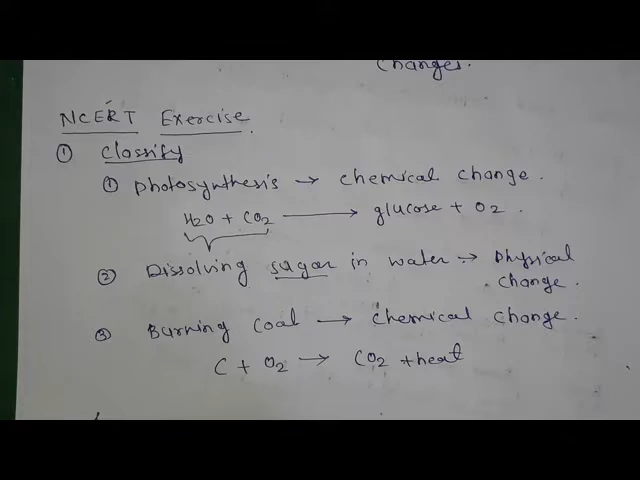 Changes.
NCERT Exercise.
① Classify
① Photosynthesis → chemical change.
H2O + CO2 → glucose + O2.
② Dissolving sugar in water → physical
change.
③ Burning coal → chemical change.
C + O2 → CO2 + heat